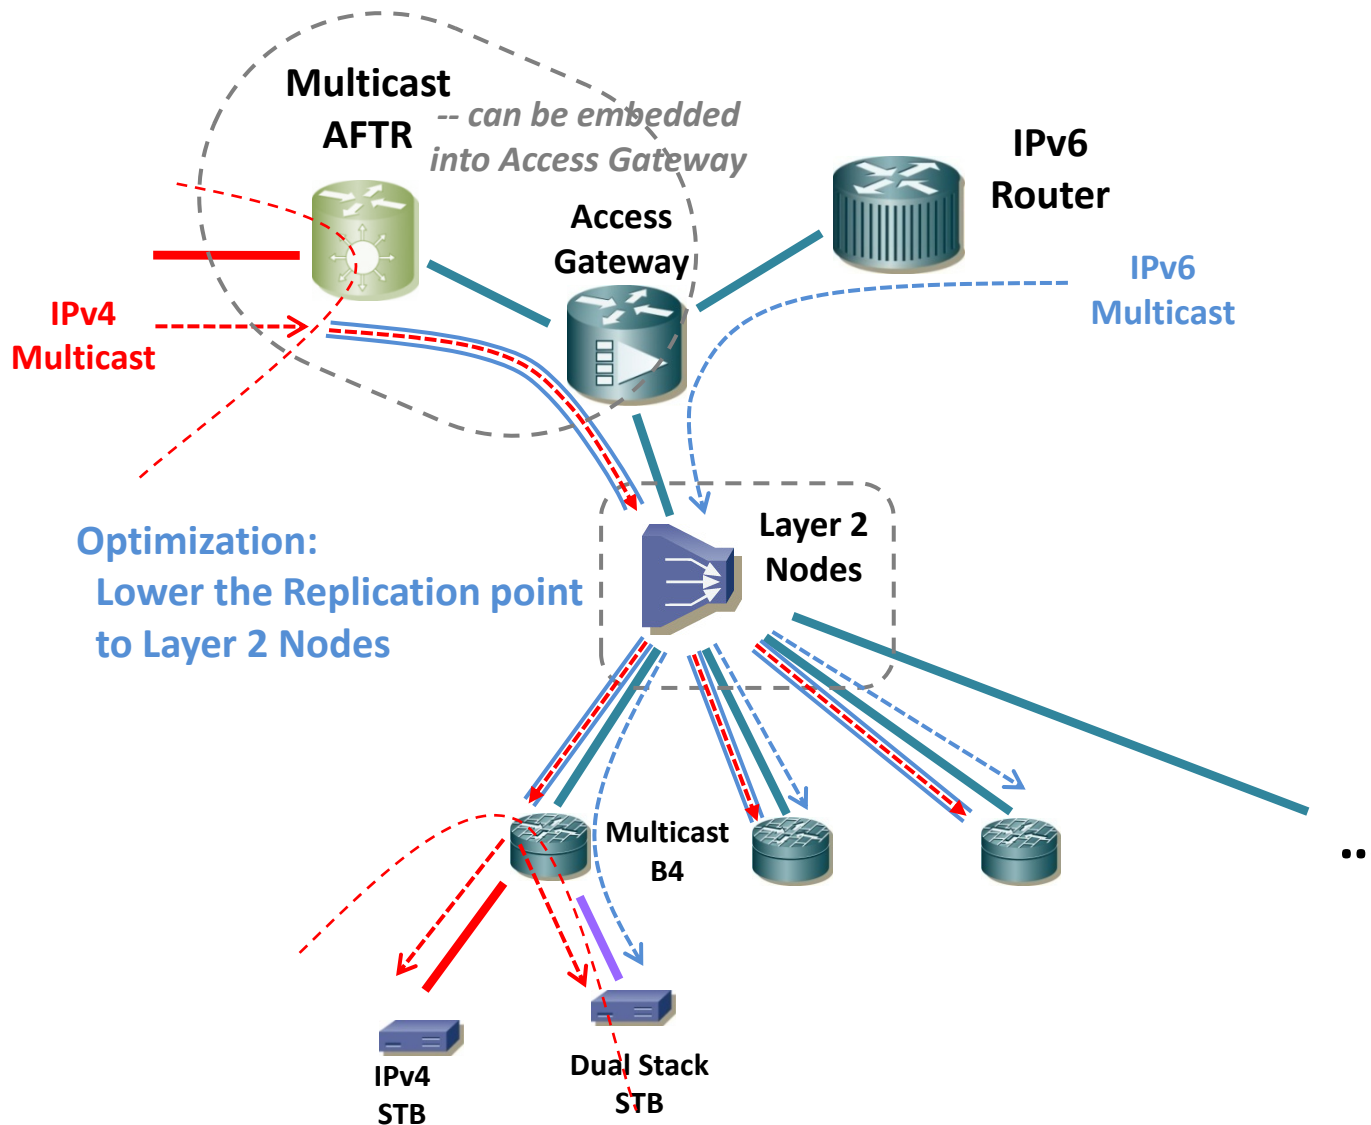 Multicast
AFTR
-- can be embedded
into Access Gateway
IPv6
Router
Access
Gateway
IPv6
Multicast
IPv4
Multicast
Layer 2
Nodes
Optimization:
Lower the Replication point
to Layer 2 Nodes
Multicast
B4
..
IPv4
STB
Dual Stack
STB